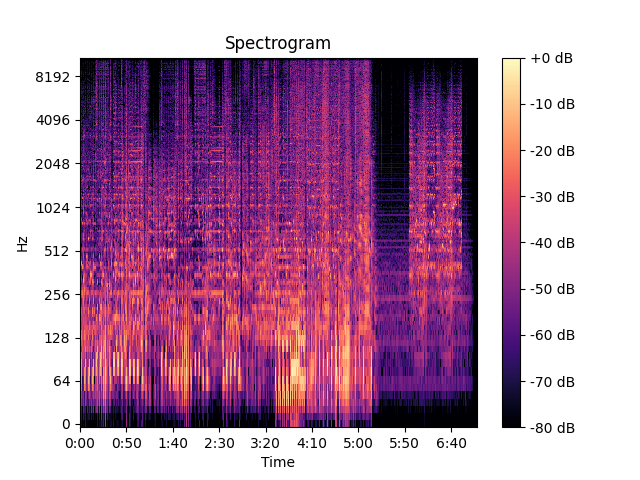 Spectrogram
Hz
8192
4096
2048
1024
512
256
128
64
0
0:00 0:50 1:40 2:30 3:20 4:10 5:00 5:50 6:40
Time
+0 dB
-10 dB
-20 dB
-30 dB
-40 dB
-50 dB
-60 dB
-70 dB
-80 dB